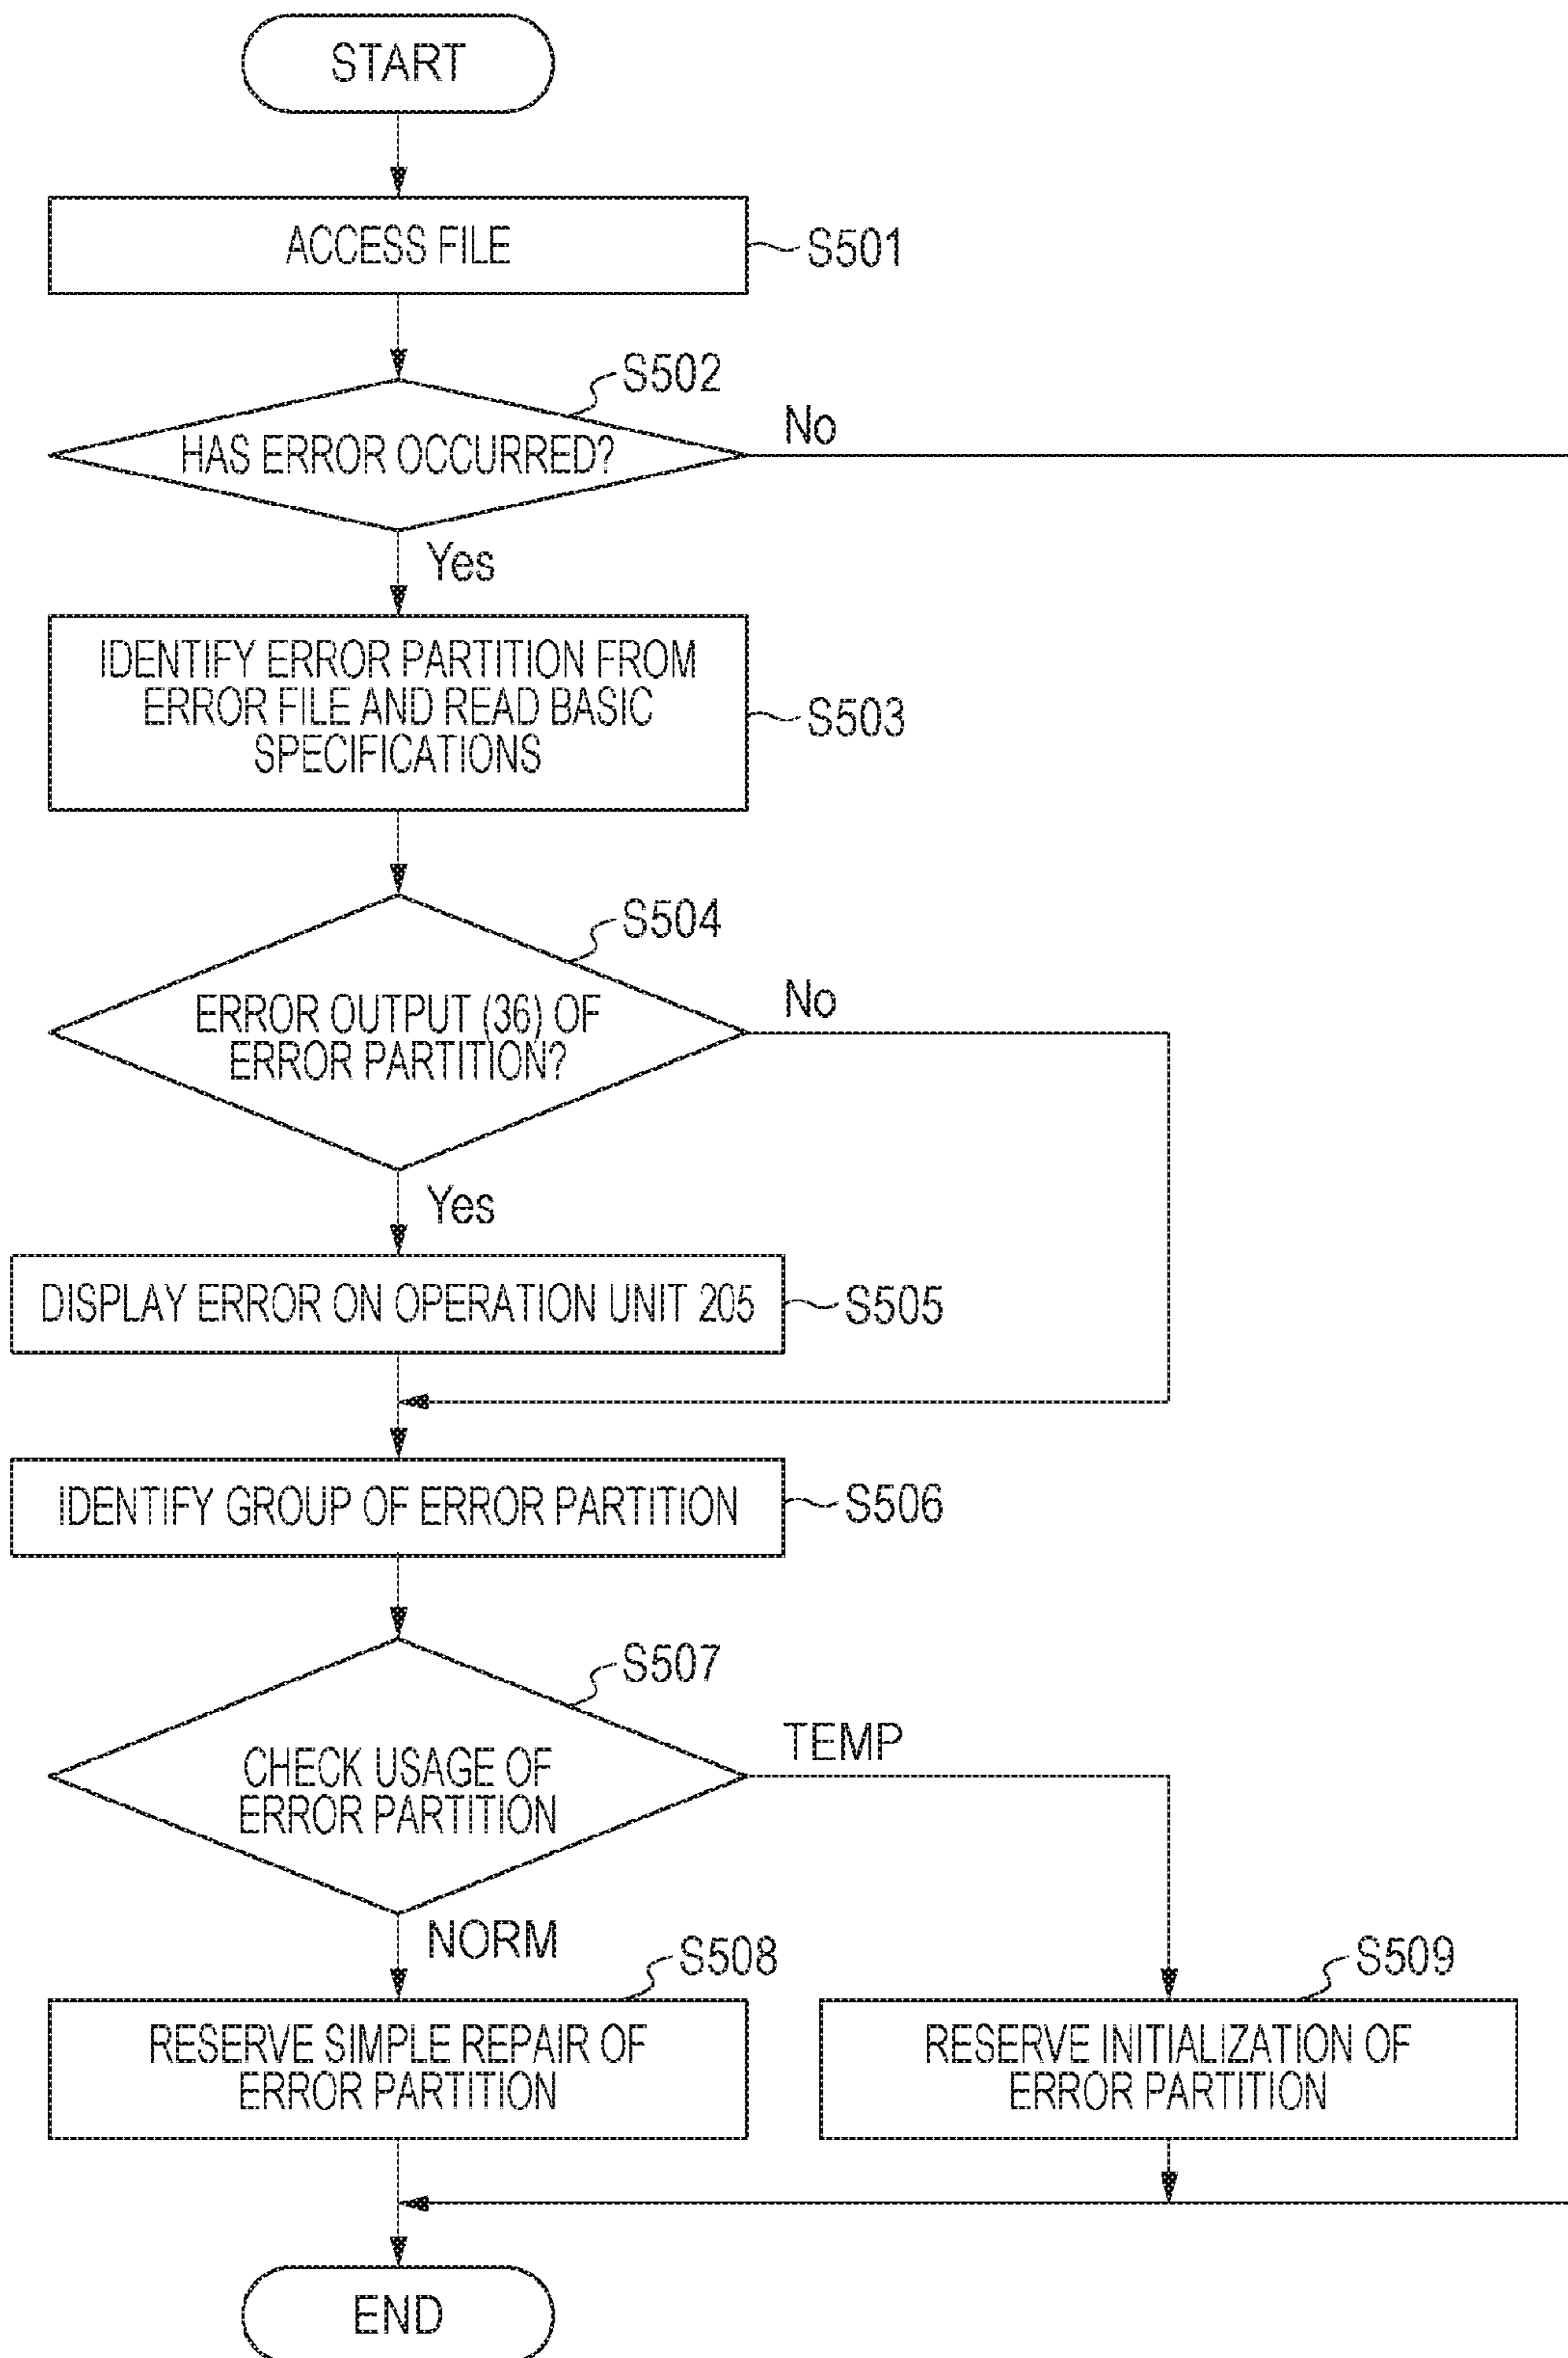 START
ACCESS FILE
S501
S502
HAS ERROR OCCURRED?
No
Yes
IDENTIFY ERROR PARTITION FROM
ERROR FILE AND READ BASIC
SPECIFICATIONS
S503
S504
ERROR OUTPUT (36) OF
ERROR PARTITION?
No
Yes
DISPLAY ERROR ON OPERATION UNIT 205
S505
IDENTIFY GROUP OF ERROR PARTITION
S506
S507
CHECK USAGE OF
ERROR PARTITION
TEMP
NORM
S508
S509
RESERVE SIMPLE REPAIR OF
ERROR PARTITION
RESERVE INITIALIZATION OF
ERROR PARTITION
END